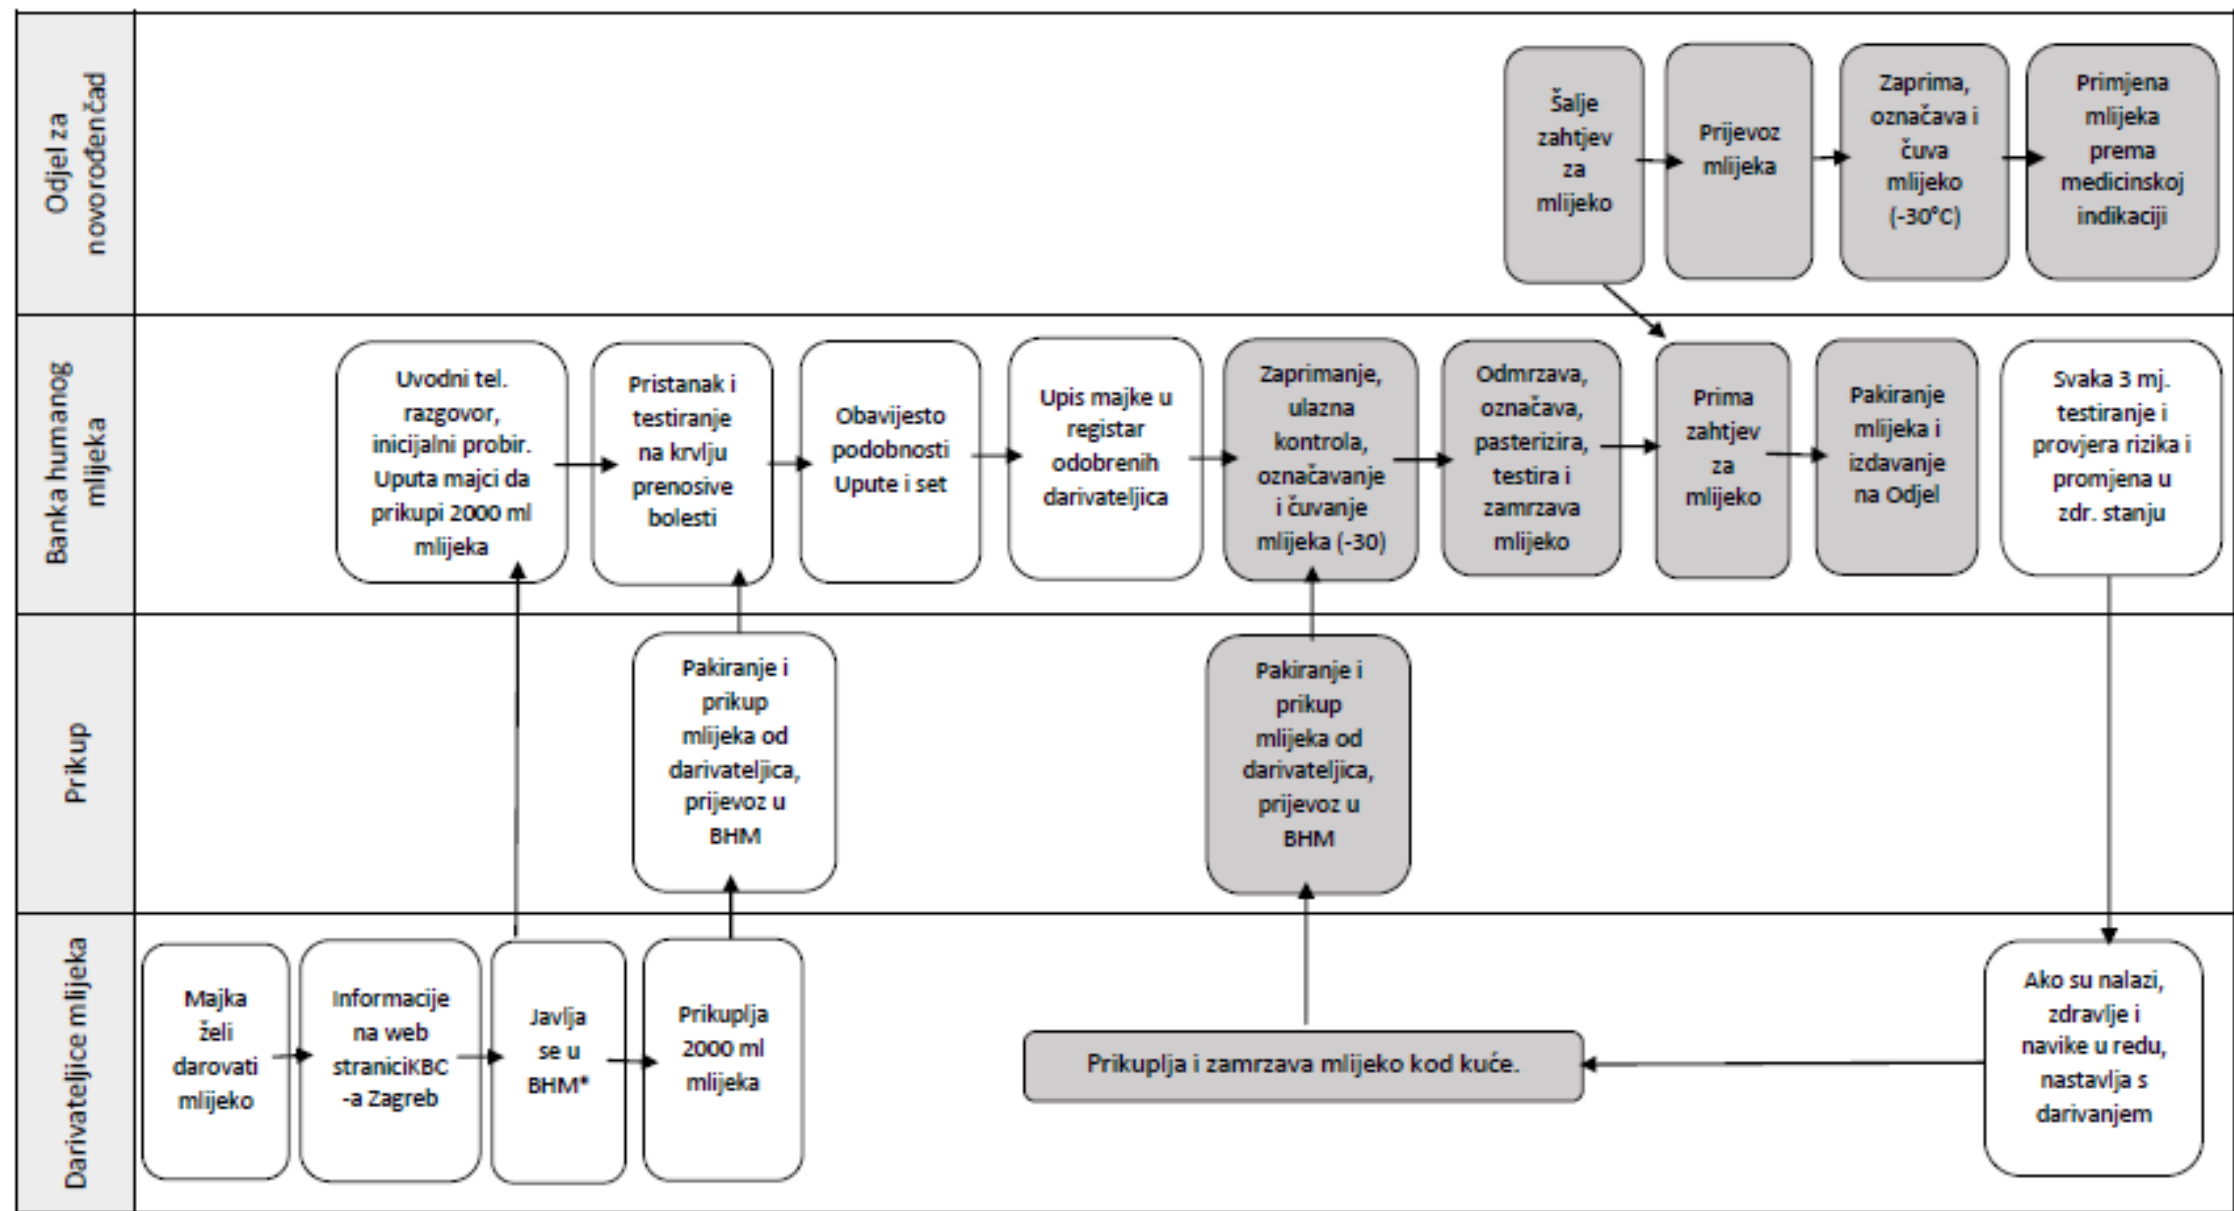 Odjel za
novorođenčad
Šalje
zahtjev
za
mlijeko
Prijevoz
mlijeka
Zaprima,
označava i
čuva
mlijeko
(-30°C)
Primjena
mlijeka
prema
medicinskoj
indikaciji
Banka humanog
mlijeka
Uvodni tel.
razgovor,
inicijalni probir.
Uputa majci da
prikupi 2000 ml
mlijeka
Pristanak i
testiranje
na krvlju
prenosive
bolesti
Obavijesto
podobnosti
Upute i set
Upis majke u
registar
odobrenih
darivateljica
Zaprimanje,
ulazna
kontrola,
označavanje
i čuvanje
mlijeka (-30)
Odmrzava,
označava,
pasterizira,
testira i
zamrzava
mlijeko
Prima
zahtjev
za
mlijeko
Pakiranje
mlijeka i
izdavanje
na Odjel
Svaka 3 mj.
testiranje i
provjera rizika i
promjena u
zdr. stanju
Prikup
Pakiranje i
prikup
mlijeka od
darivateljica,
prijevoz u
BHM
Pakiranje i
prikup
mlijeka od
darivateljica,
prijevoz u
BHM
Darivateljice mlijeka
Majka
želi
darovati
mlijeko
Informacije
na web
straniciKBC
-a Zagreb
Javlja
se u
BHM*
Prikuplja
2000 ml
mlijeka
Prikuplja i zamrzava mlijeko kod kuće.
Ako su nalazi,
zdravlje i
navike u redu,
nastavlja s
darivanjem